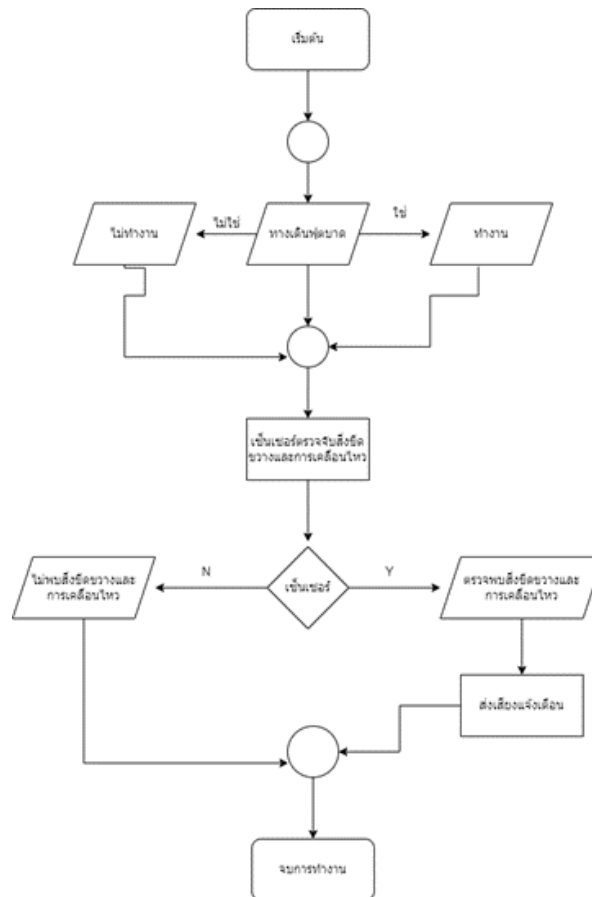 เริ่มต้น
ไม่ทำงาน
ไม่ใช่
ทางเดินฟุตบาต
ใช่
ทำงาน
เซ็นเซอร์ตรวจจับสิ่งขีด
ขวางและการเคลื่อนไหว
ไม่พบสิ่งขีดขวางและ
การเคลื่อนไหว
N
เซ็นเซอร์
Y
ตรวจพบสิ่งขีดขวางและ
การเคลื่อนไหว
ส่งเสียงแจ้งเตือน
จบการทำงาน